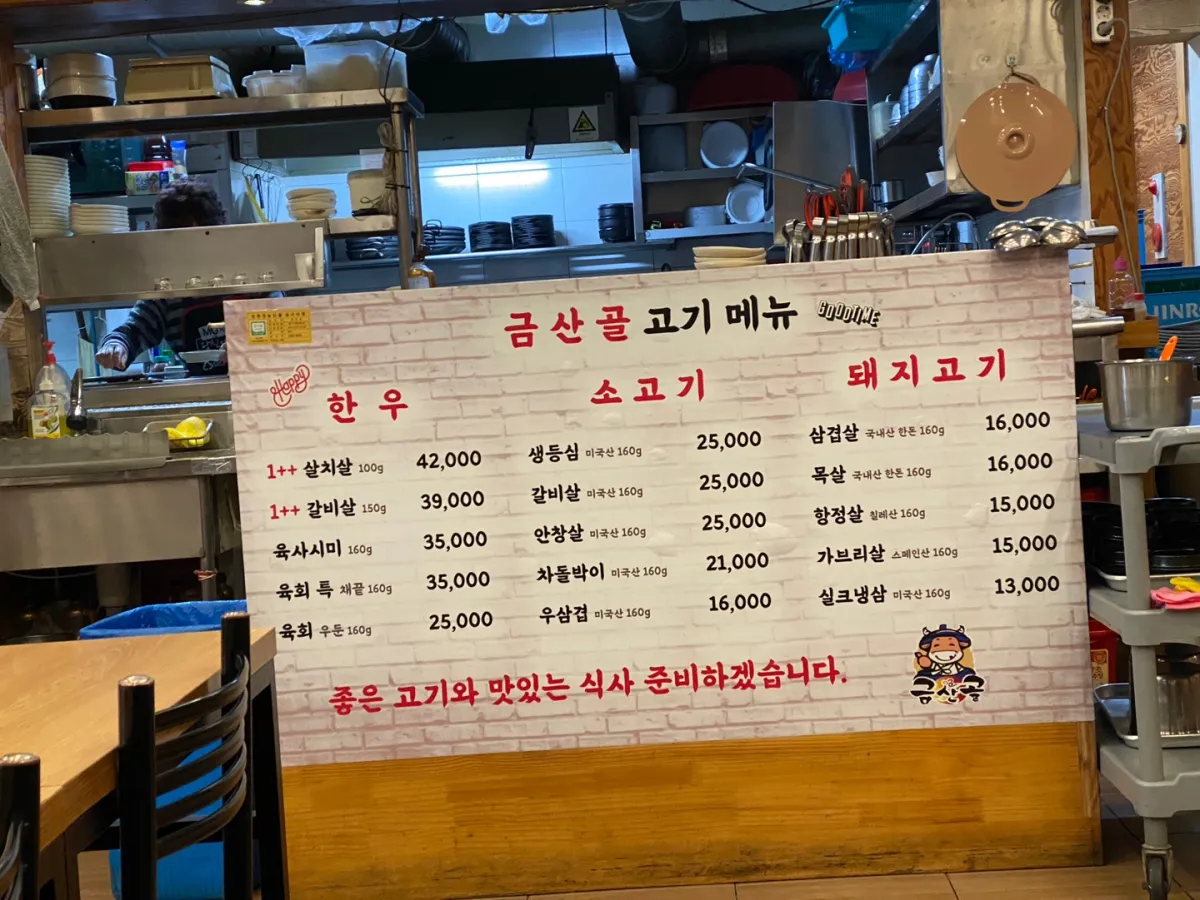 금산골 고기 메뉴 GOODTIME
Happy
한우
1++ 살치살 100g 42,000
1++ 갈비살 150g 39,000
육사시미 160g 35,000
육회 특 채끝 160g 35,000
육회 우둔 160g 25,000
소고기
생등심 미국산 160g 25,000
갈비살 미국산 160g 25,000
안창살 미국산 160g 25,000
차돌박이 미국산 160g 21,000
우삼겹 미국산 160g 16,000
돼지고기
삼겹살 국내산 한돈 160g 16,000
목살 국내산 한돈 160g 16,000
항정살 칠레산 160g 15,000
가브리살 스페인산 160g 15,000
실크냉삼 미국산 160g 13,000
좋은 고기와 맛있는 식사 준비하겠습니다.
금산골
JINRO